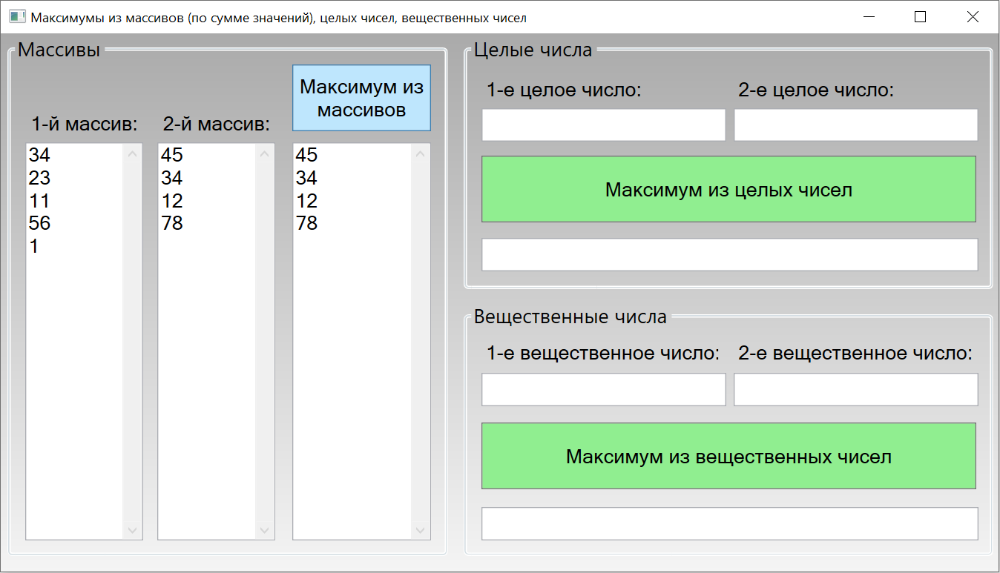 Максимумы из массивов (по сумме значений), целых чисел, вещественных чисел
Массивы
Максимум из
массивов
1-й массив:
2-й массив:
34
23
11
56
1
45
34
12
78
45
34
12
78
Целые числа
1-е целое число:
2-е целое число:
Максимум из целых чисел
Вещественные числа
1-е вещественное число:
2-е вещественное число:
Максимум из вещественных чисел